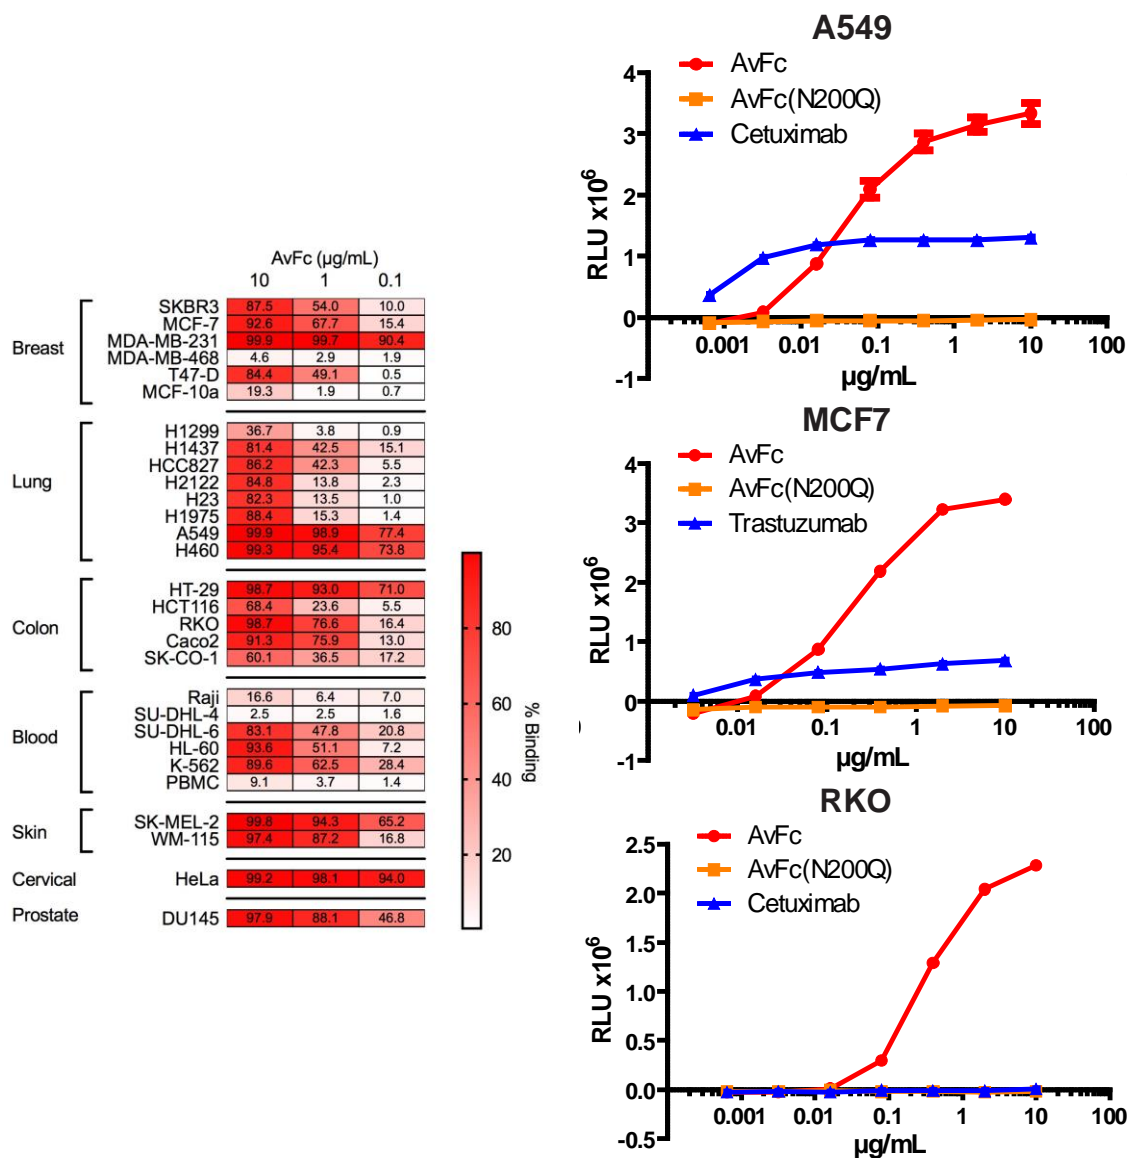 AvFc (µg/mL)
10 1 0.1
Breast
SKBR3 87.5 54.0 10.0
MCF-7 92.6 67.7 15.4
MDA-MB-231 99.9 99.7 90.4
MDA-MB-468 4.6 2.9 1.9
T47-D 84.4 49.1 0.5
MCF-10a 19.3 1.9 0.7
Lung
H1299 36.7 3.8 0.9
H1437 81.4 42.5 15.1
HCC827 86.2 42.3 5.5
H2122 84.8 13.8 2.3
H23 82.3 13.5 1.0
H1975 88.4 15.3 1.4
A549 99.9 98.9 77.4
H460 99.3 95.4 73.8
Colon
HT-29 98.7 93.0 71.0
HCT116 68.4 23.6 5.5
RKO 98.7 76.6 16.4
Caco2 91.3 75.9 13.0
SK-CO-1 60.1 36.5 17.2
Blood
Raji 16.6 6.4 7.0
SU-DHL-4 2.5 2.5 1.6
SU-DHL-6 83.1 47.8 20.8
HL-60 93.6 51.1 7.2
K-562 89.6 62.5 28.4
PBMC 9.1 3.7 1.4
Skin
SK-MEL-2 99.8 94.3 65.2
WM-115 97.4 87.2 16.8
Cervical
HeLa 99.2 98.1 94.0
Prostate
DU145 97.9 88.1 46.8
80
60
40
20
% Binding
A549
AvFc
AvFc(N200Q)
Cetuximab
RLU x10⁶
4
3
2
1
0
-1
0.001 0.01 0.1 1 10 100
µg/mL
MCF7
AvFc
AvFc(N200Q)
Trastuzumab
RLU x10⁶
4
3
2
1
0
-1
0.01 0.1 1 10 100
µg/mL
RKO
AvFc
AvFc(N200Q)
Cetuximab
RLU x10⁶
2.5
2.0
1.5
1.0
0.5
0.0
-0.5
0.001 0.01 0.1 1 10 100
µg/mL